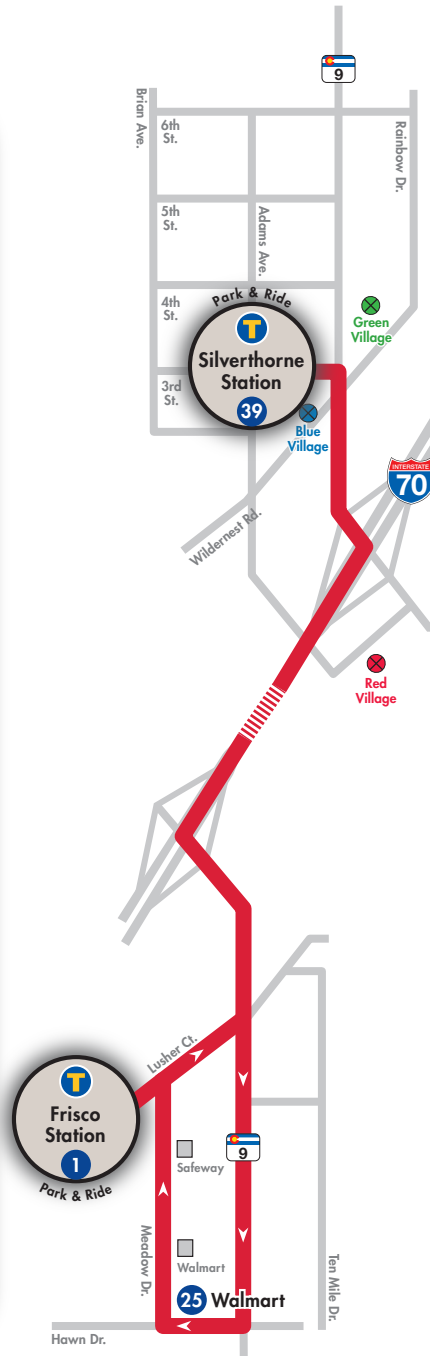 9
Brian Ave.
6th
St.
Rainbow Dr.
5th
St.
Adams Ave.
4th
St.
Park & Ride
T
Silverthorne
Station
39
Green
Village
3rd
St.
Blue
Village
INTERSTATE
70
Wildernest Rd.
Red
Village
Lusher Ct.
T
Frisco
Station
1
Park & Ride
9
Safeway
Meadow Dr.
Walmart
Ten Mile Dr.
25 Walmart
Hawn Dr.